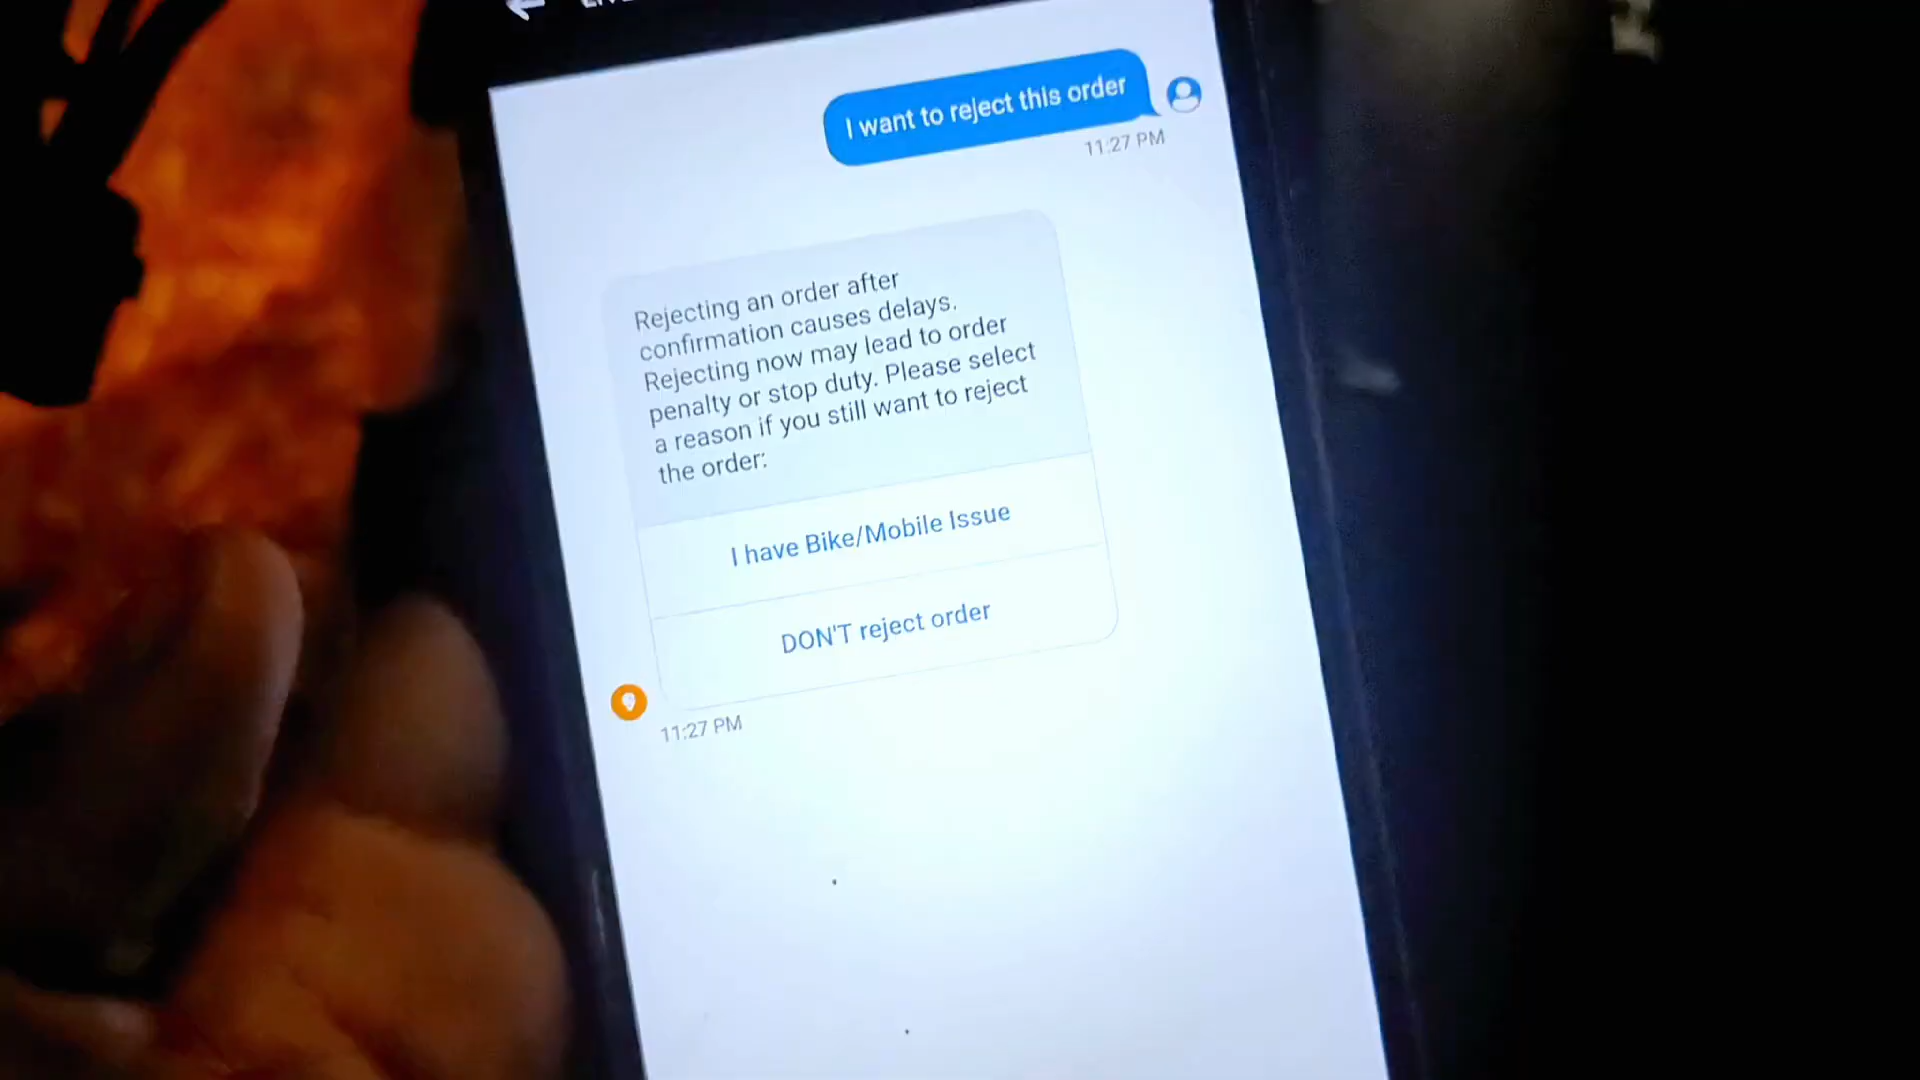 I want to reject this order
11:27 PM
Rejecting an order after
confirmation causes delays.
Rejecting now may lead to order
penalty or stop duty. Please select
a reason if you still want to reject
the order:
I have Bike/Mobile Issue
DON'T reject order
11:27 PM